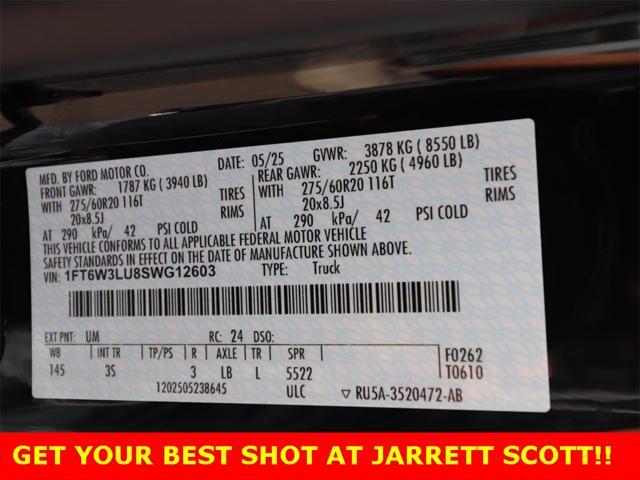 MFD. BY FORD MOTOR CO. DATE: 05/25 GVWR: 3878 KG (8550 LB)
FRONT GAWR: 1787 KG (3940 LB) REAR GAWR: 2250 KG (4960 LB)
WITH 275/60R20 116T TIRES WITH 275/60R20 116T TIRES
20x8.5J RIMS 20x8.5J RIMS
AT 290 kPa/ 42 PSI COLD AT 290 kPa/ 42 PSI COLD
THIS VEHICLE CONFORMS TO ALL APPLICABLE FEDERAL MOTOR VEHICLE
SAFETY STANDARDS IN EFFECT ON THE DATE OF MANUFACTURE SHOWN ABOVE.
VIN: 1FT6W3LU8SWG12603 TYPE: Truck
EXT PNT: UM RC: 24 DSO:
WB INT TR TP/PS R AXLE TR SPR F0262
145 3S 3 LB L 5522 T0610
1202505238645 ULC ▽ RU5A-3520472-AB
GET YOUR BEST SHOT AT JARRETT SCOTT!!